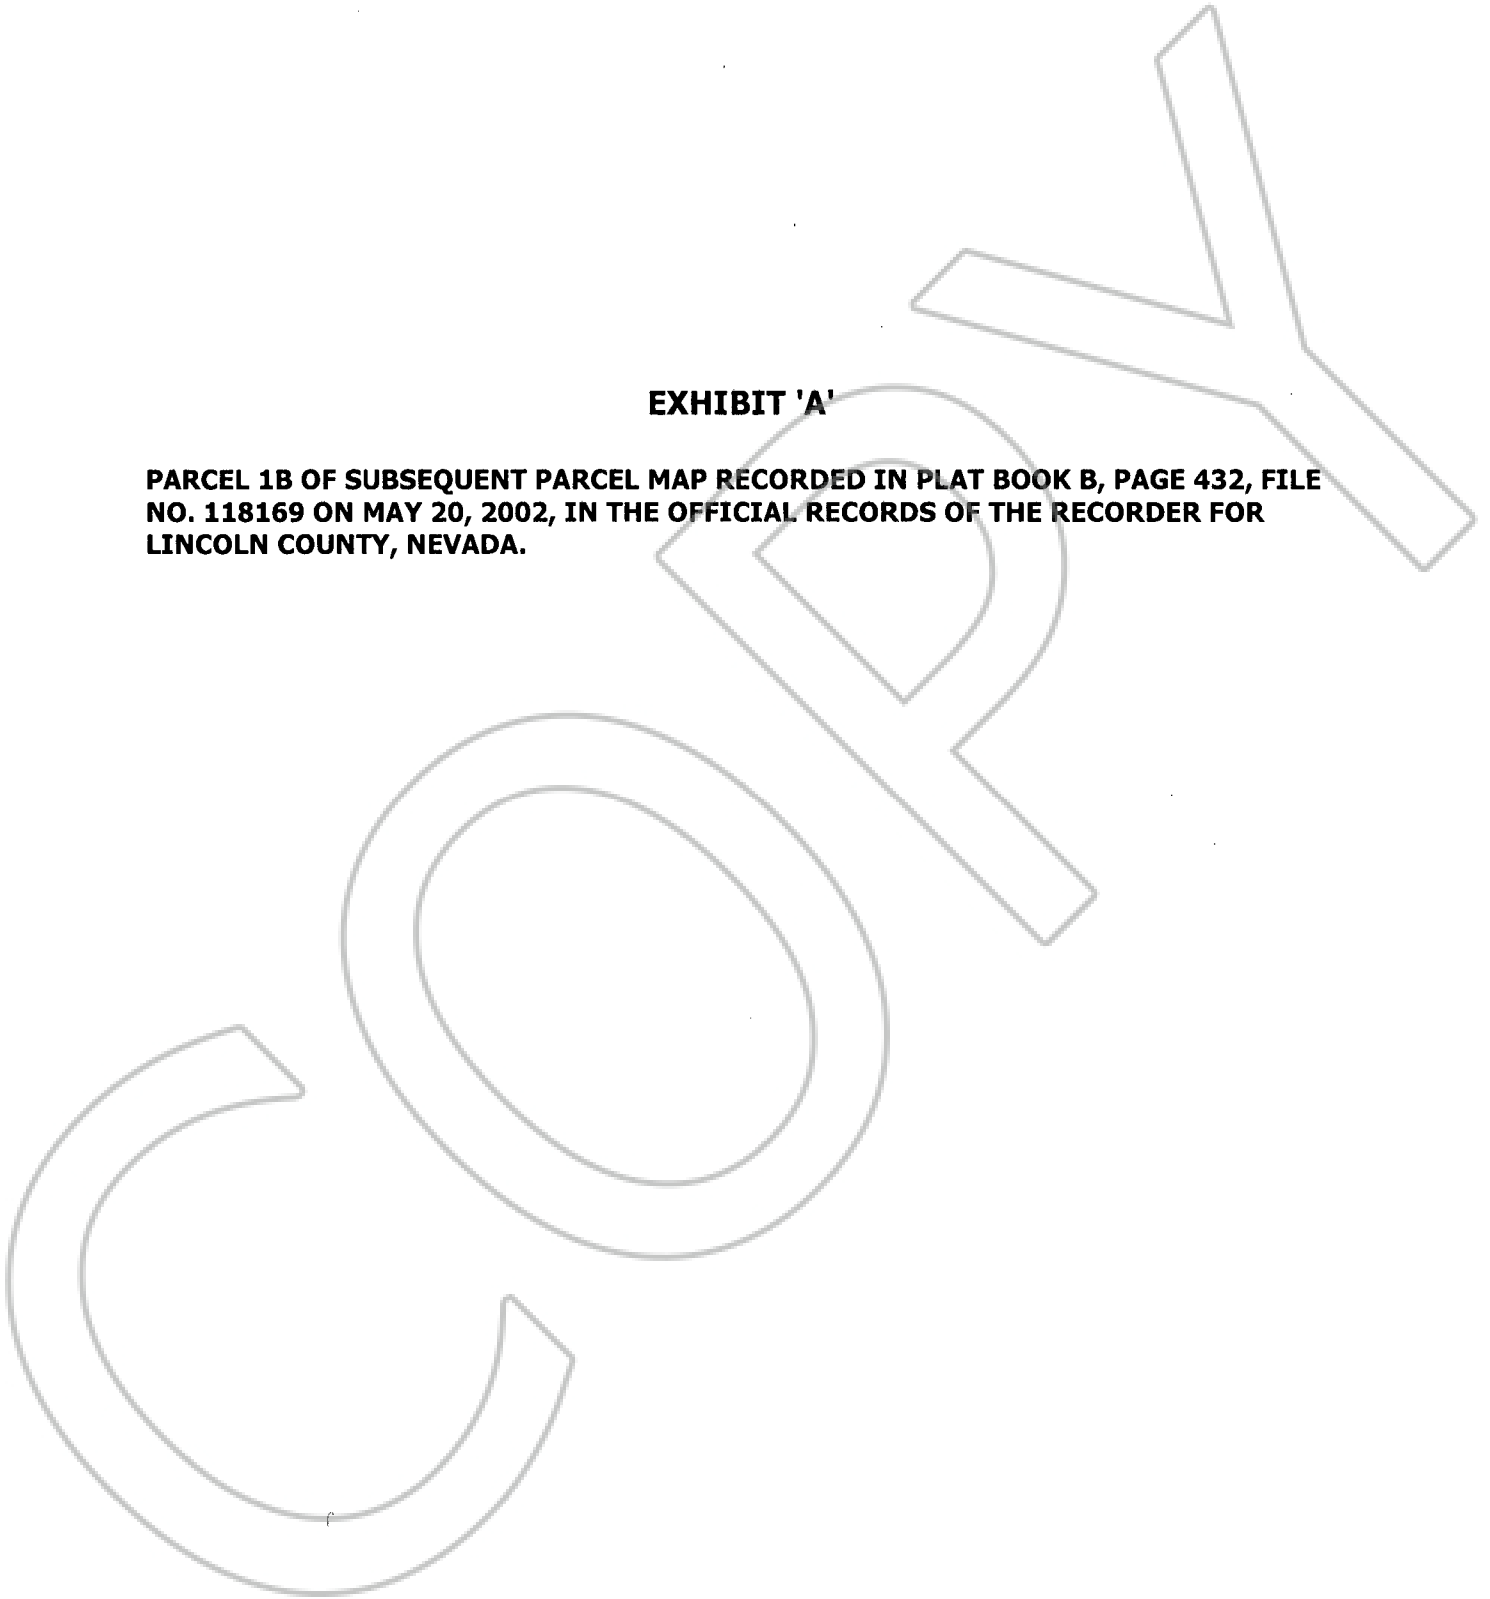 EXHIBIT 'A'
PARCEL 1B OF SUBSEQUENT PARCEL MAP RECORDED IN PLAT BOOK B, PAGE 432, FILE
NO. 118169 ON MAY 20, 2002, IN THE OFFICIAL RECORDS OF THE RECORDER FOR
LINCOLN COUNTY, NEVADA.
COPY